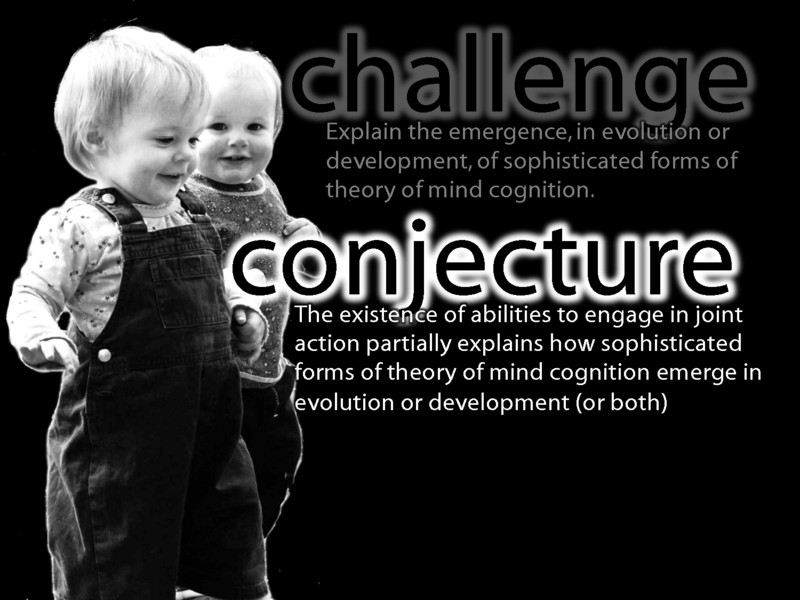 challenge
Explain the emergence, in evolution or
development, of sophisticated forms of
theory of mind cognition.
conjecture
The existence of abilities to engage in joint
action partially explains how sophisticated
forms of theory of mind cognition emerge in
evolution or development (or both)